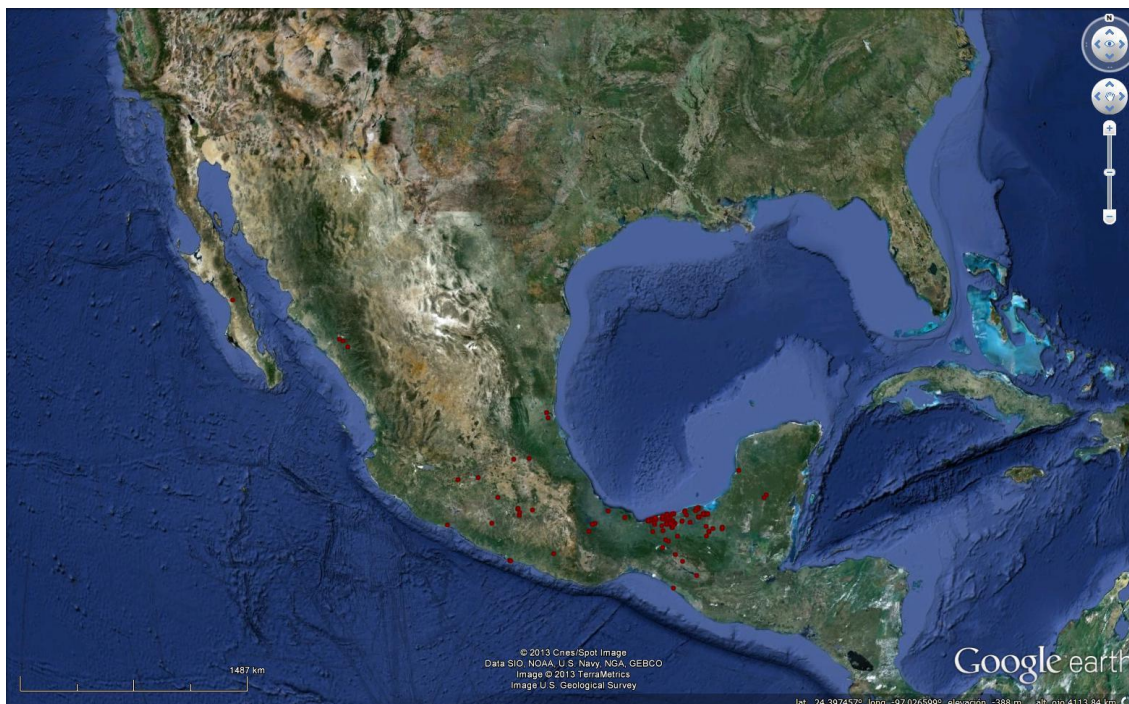 N
1487 km
© 2013 Cnes/Spot Image
Data SIO, NOAA, U.S. Navy, NGA, GEBCO
Image © 2013 TerraMetrics
Image U.S. Geological Survey
Google earth
lat 24.397457° long -97.026599° elevación -388 m alt. ojo 4113.84 km